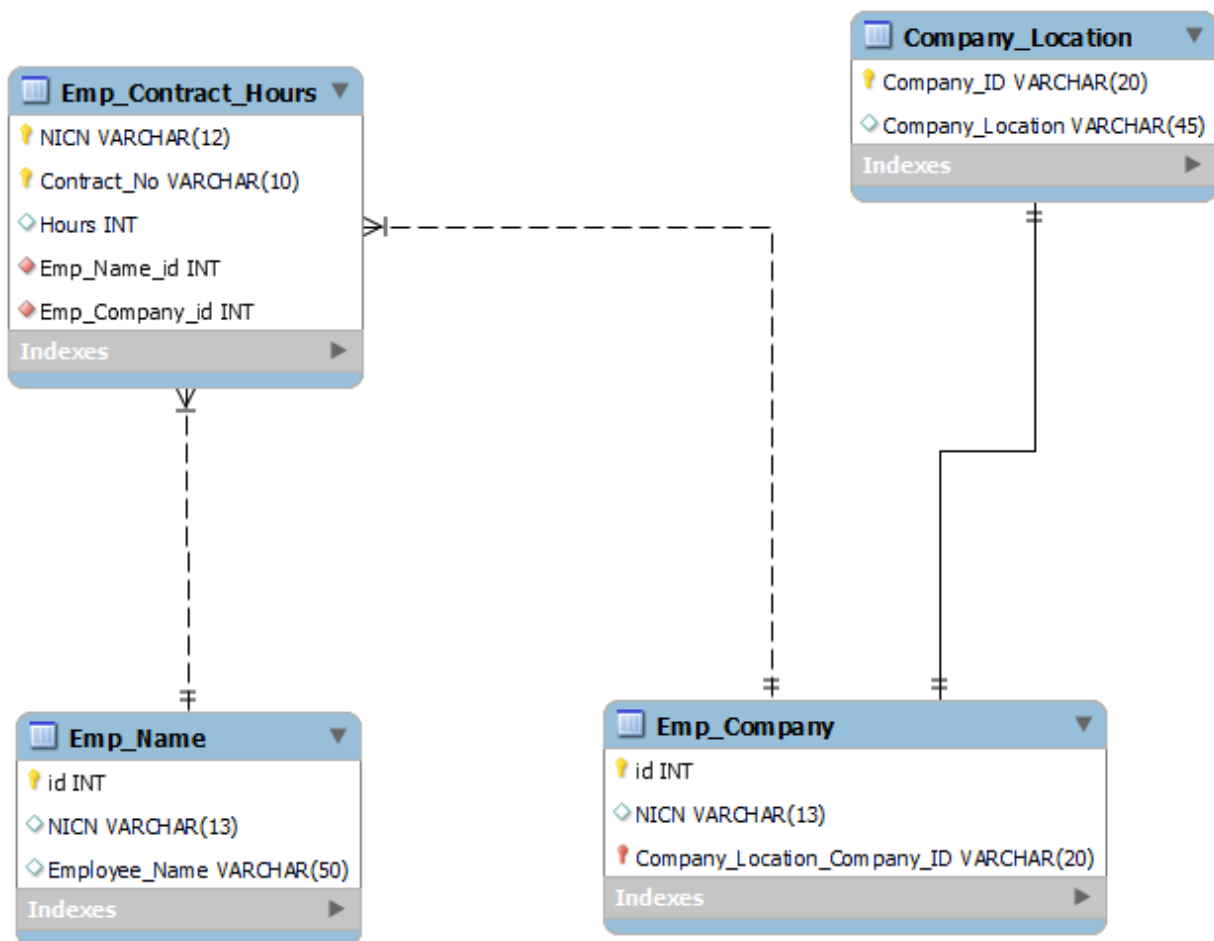 Company_Location
Company_ID VARCHAR(20)
Company_Location VARCHAR(45)
Indexes
Emp_Contract_Hours
NICN VARCHAR(12)
Contract_No VARCHAR(10)
Hours INT
Emp_Name_id INT
Emp_Company_id INT
Indexes
Emp_Name
id INT
NICN VARCHAR(13)
Employee_Name VARCHAR(50)
Indexes
Emp_Company
id INT
NICN VARCHAR(13)
Company_Location_Company_ID VARCHAR(20)
Indexes